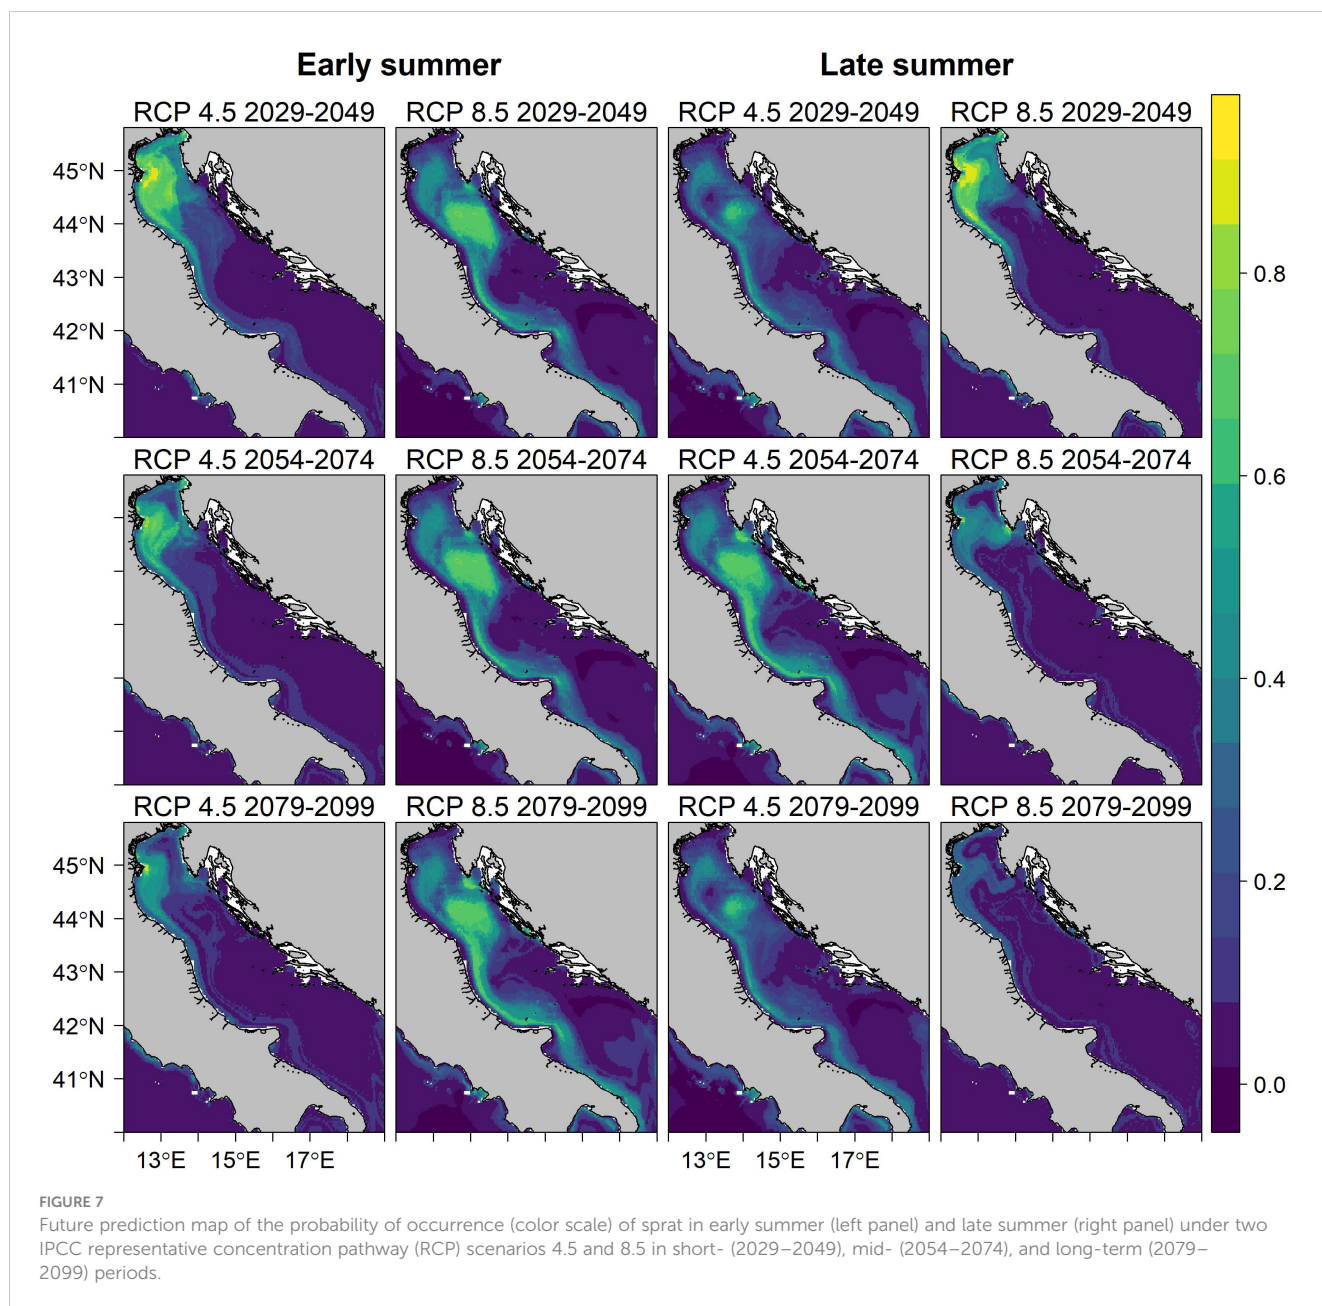 Early summer
Late summer
RCP 4.5 2029-2049
RCP 8.5 2029-2049
RCP 4.5 2029-2049
RCP 8.5 2029-2049
45°N
44°N
43°N
42°N
41°N
RCP 4.5 2054-2074
RCP 8.5 2054-2074
RCP 4.5 2054-2074
RCP 8.5 2054-2074
RCP 4.5 2079-2099
RCP 8.5 2079-2099
RCP 4.5 2079-2099
RCP 8.5 2079-2099
45°N
44°N
43°N
42°N
41°N
13°E
15°E
17°E
13°E
15°E
17°E
0.8
0.6
0.4
0.2
0.0
FIGURE 7
Future prediction map of the probability of occurrence (color scale) of sprat in early summer (left panel) and late summer (right panel) under two
IPCC representative concentration pathway (RCP) scenarios 4.5 and 8.5 in short- (2029–2049), mid- (2054–2074), and long-term (2079–
2099) periods.